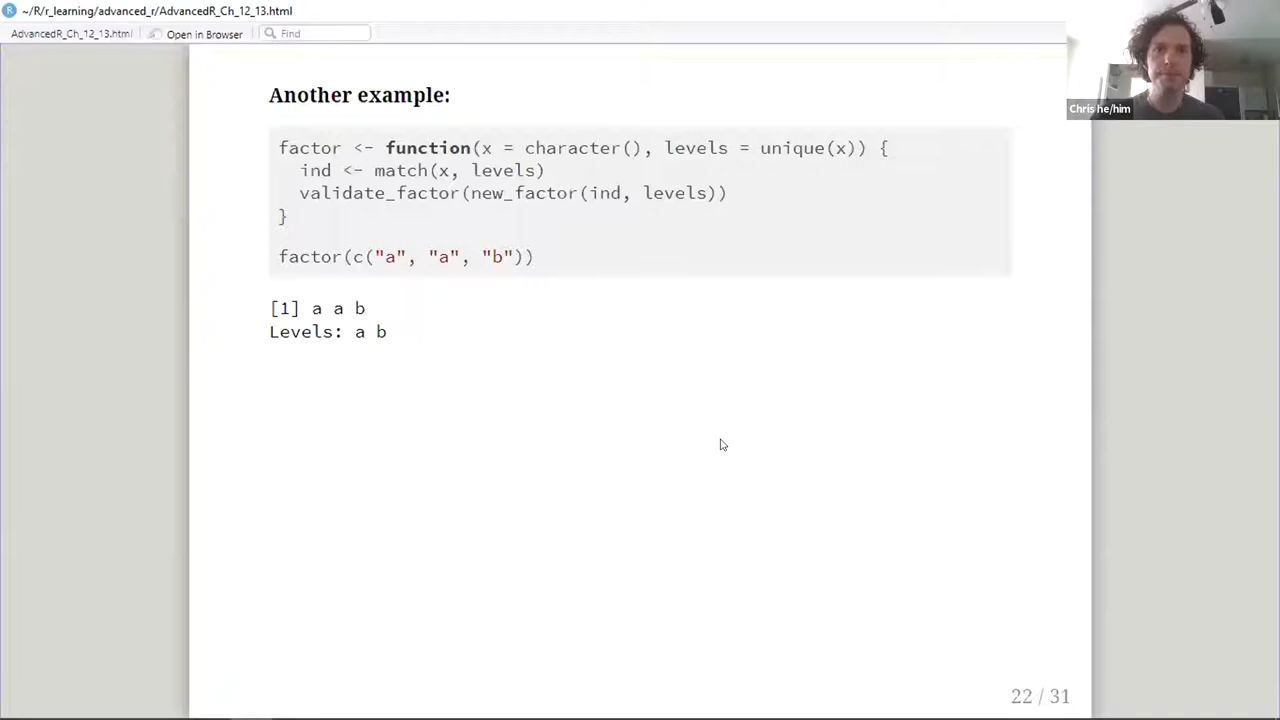 ~/R/r_learning/advanced_r/AdvancedR_Ch_12_13.html
AdvancedR_Ch_12_13.html
Open in Browser
Find
Chris he/him
Another example:
factor <- function(x = character(), levels = unique(x)) {
  ind <- match(x, levels)
  validate_factor(new_factor(ind, levels))
}
factor(c("a", "a", "b"))
[1] a a b
Levels: a b
22 / 31